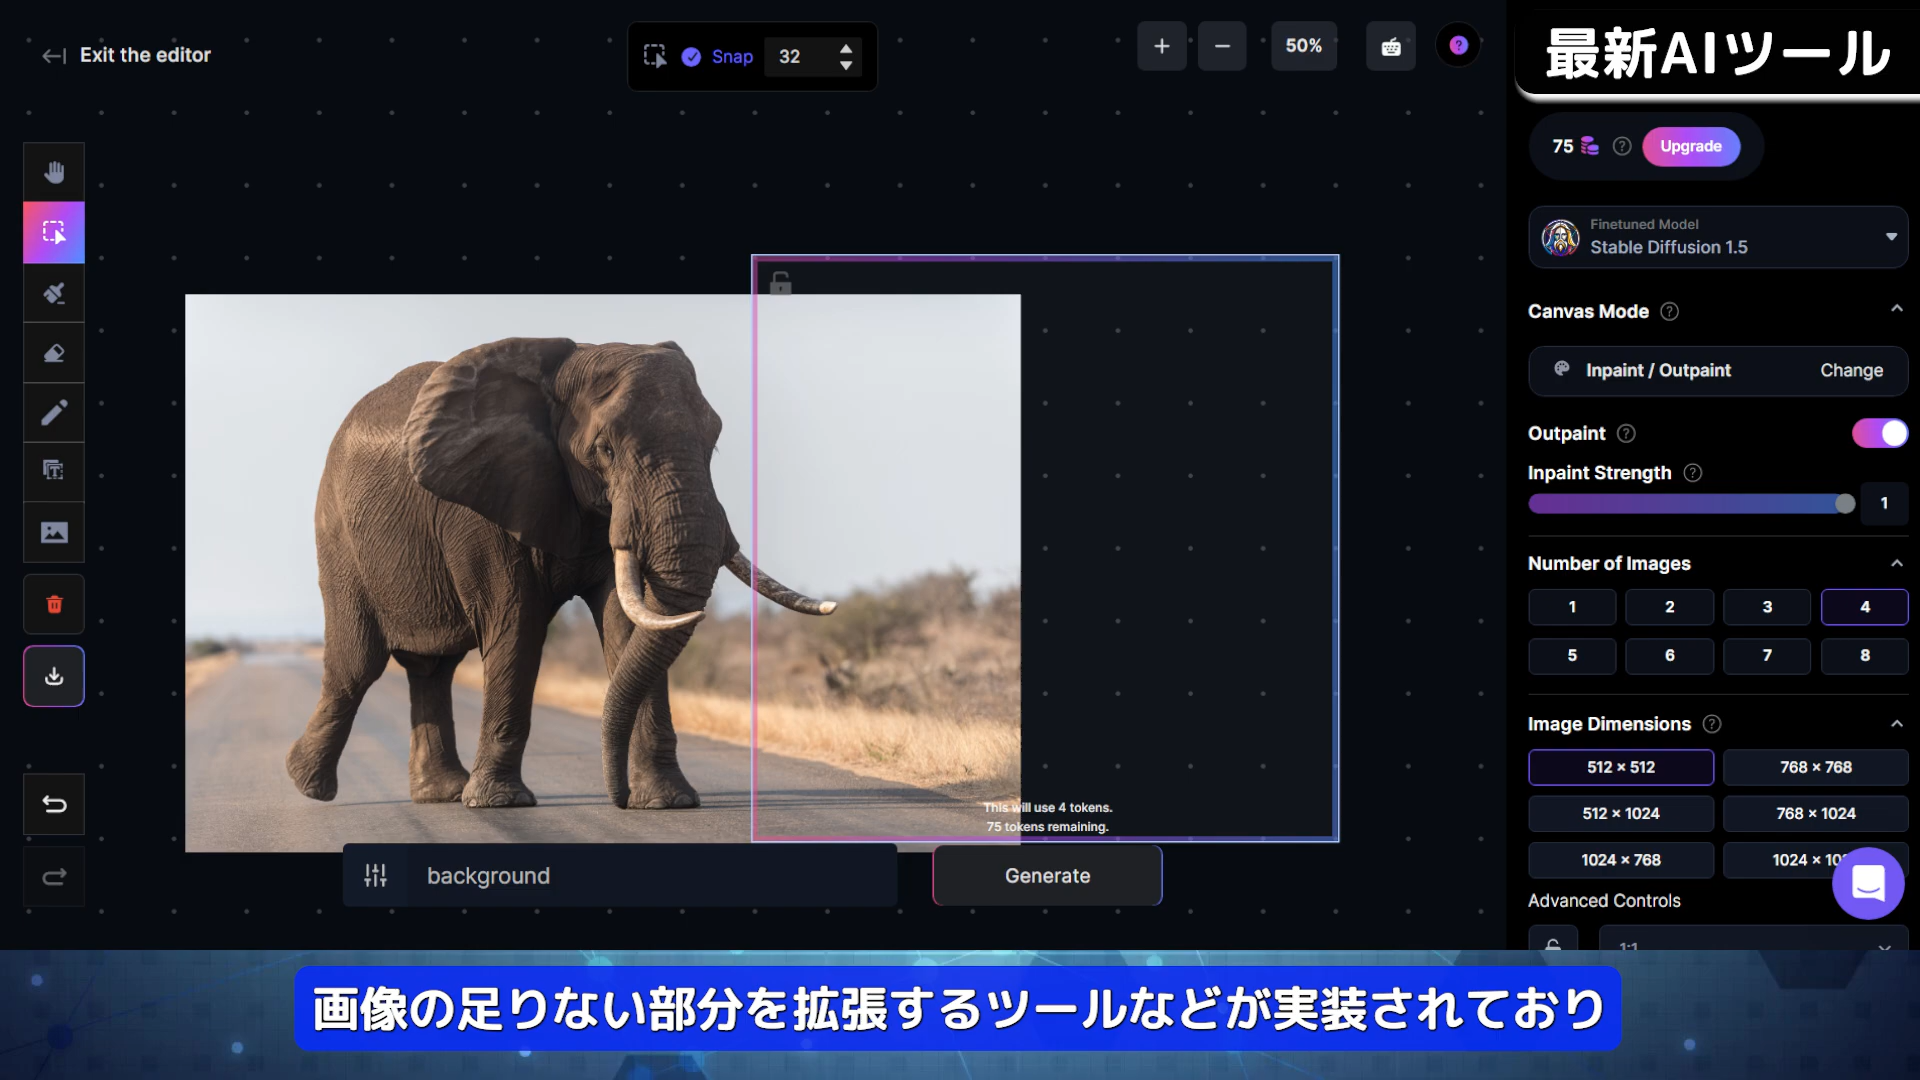 Exit the editor
Snap
32
50%
最新AIツール
75
Upgrade
Finetuned Model
Stable Diffusion 1.5
Canvas Mode
Inpaint / Outpaint
Change
Outpaint
Inpaint Strength
1
Number of Images
1
2
3
4
5
6
7
8
Image Dimensions
512 × 512
768 × 768
512 × 1024
768 × 1024
1024 × 768
Advanced Controls
1:1
This will use 4 tokens.
75 tokens remaining.
background
Generate
画像の足りない部分を拡張するツールなどが実装されており